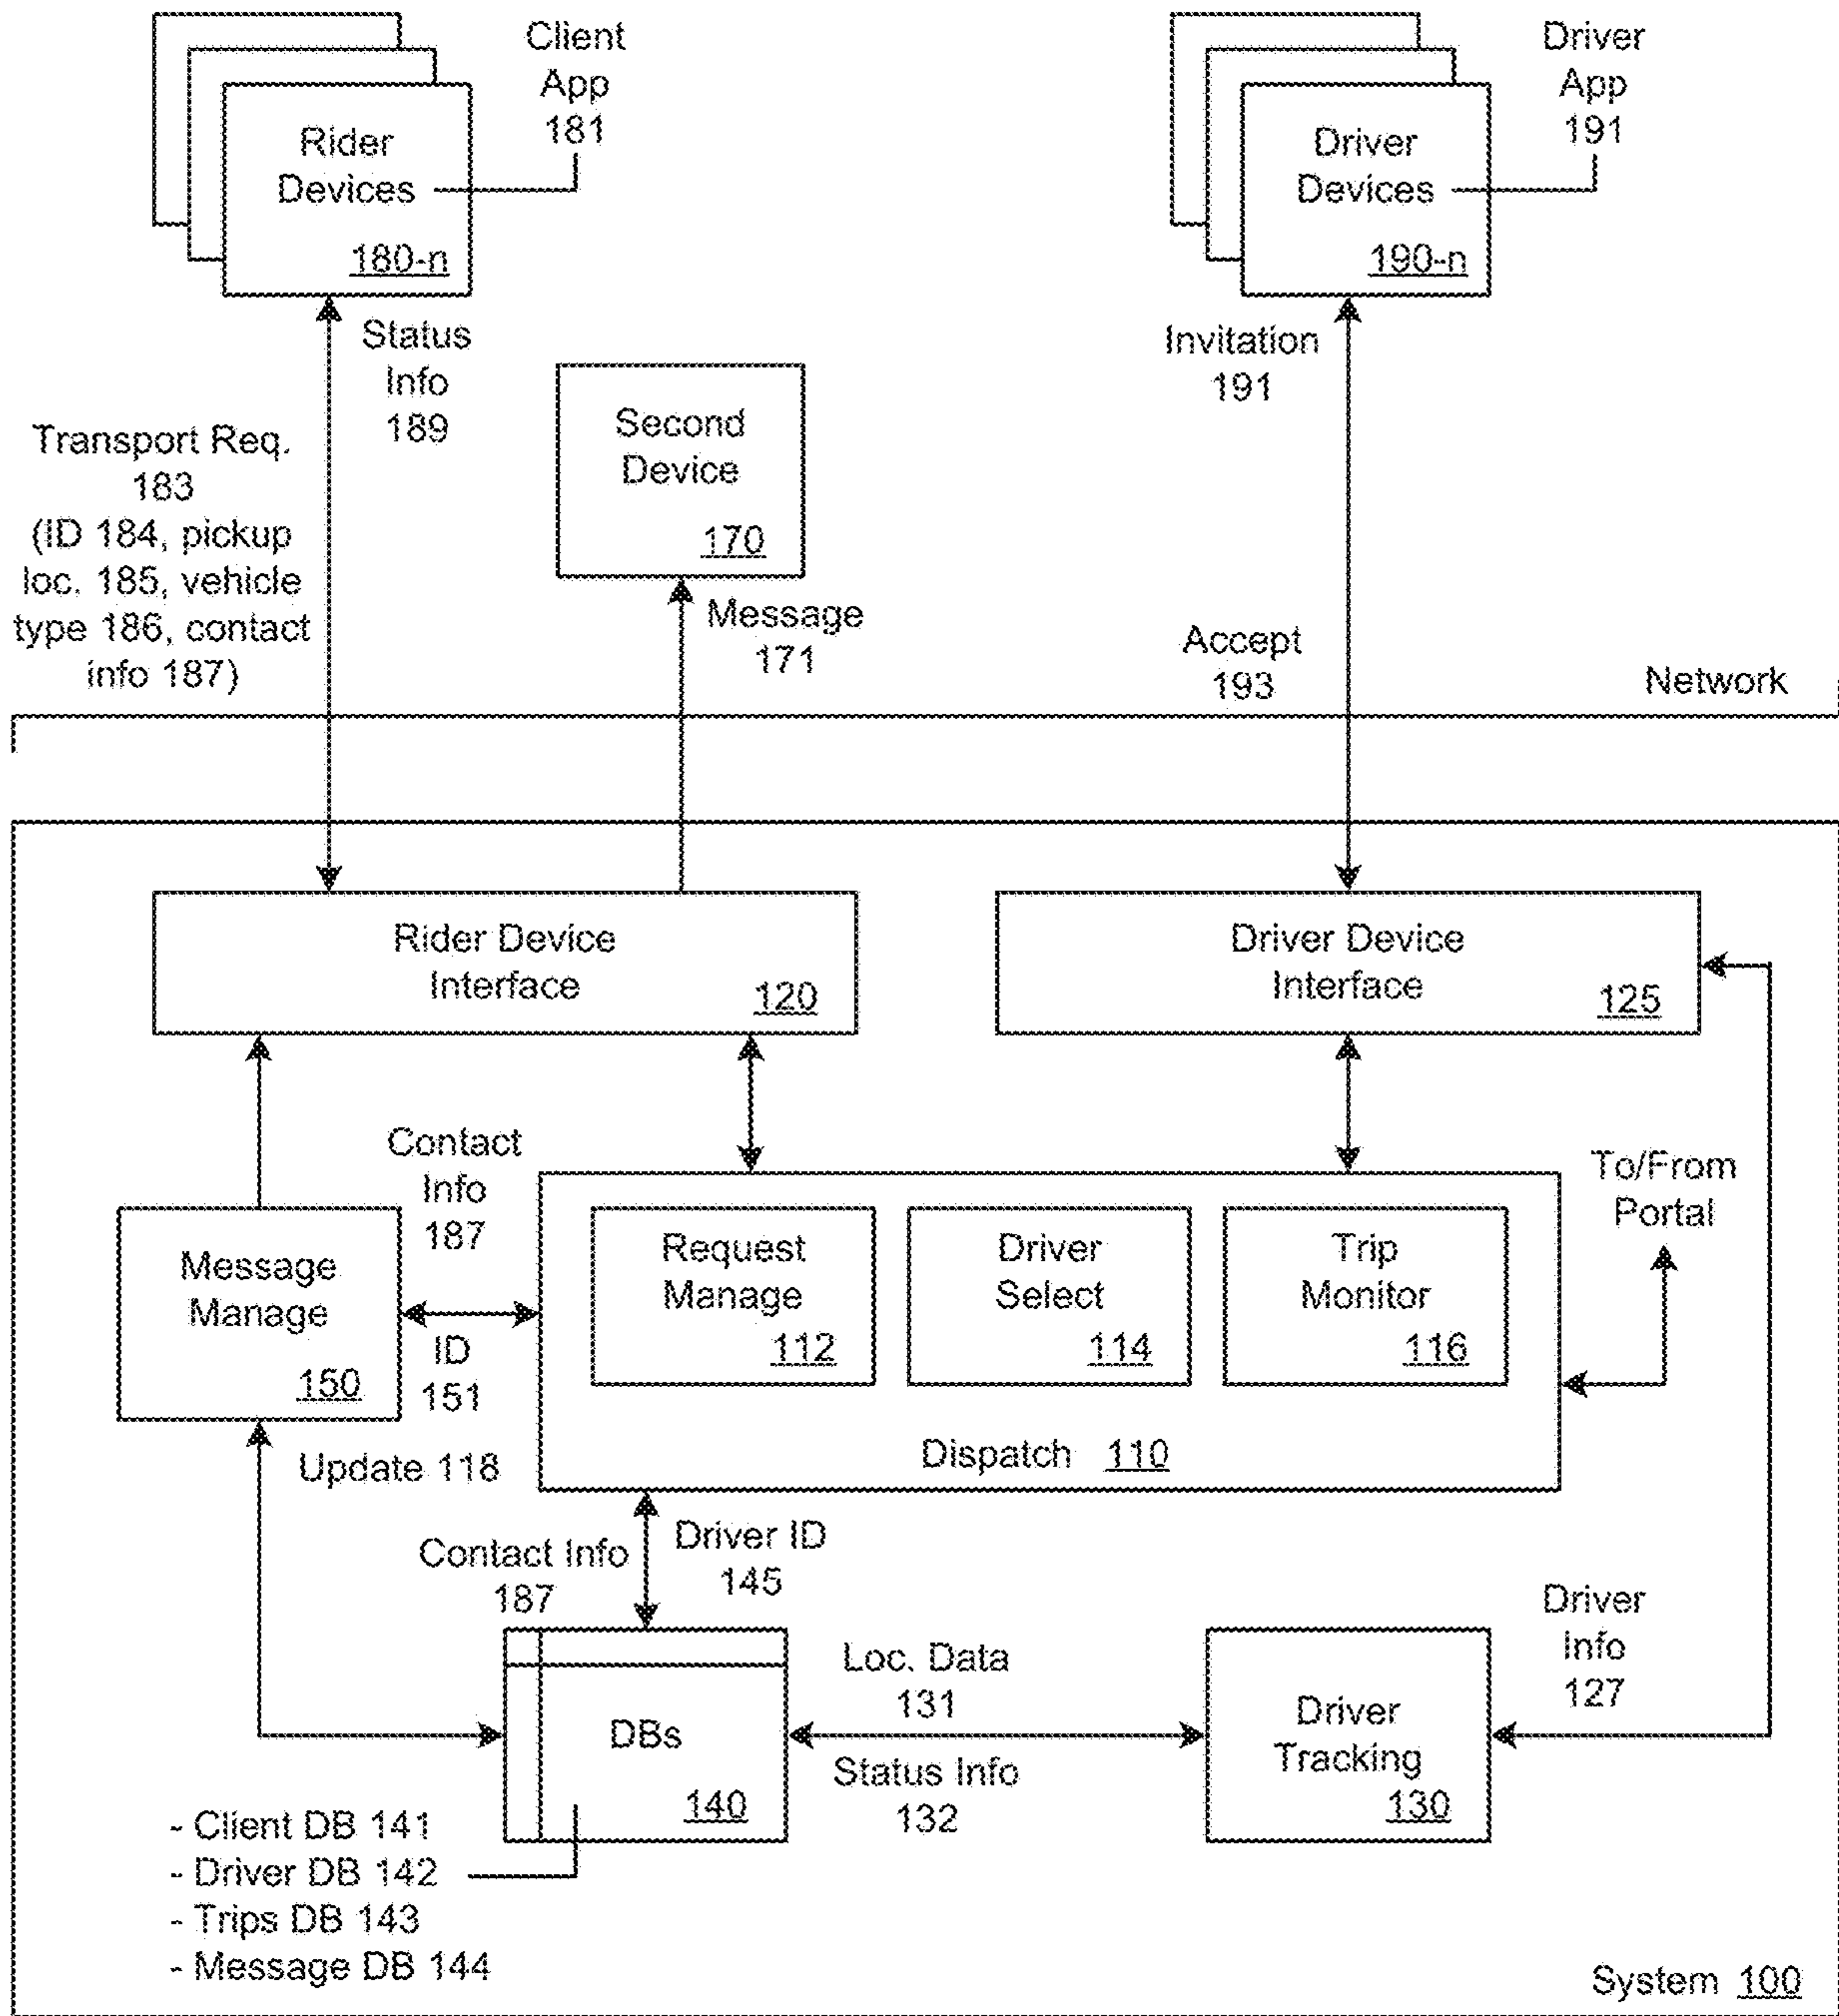 Client
App
181
Rider
Devices
180-n
Driver
App
191
Driver
Devices
190-n
Status
Info
189
Transport Req.
183
(ID 184, pickup
loc. 185, vehicle
type 186, contact
info 187)
Second
Device
170
Message
171
Invitation
191
Accept
193
Network
Rider Device
Interface
120
Driver Device
Interface
125
Contact
Info
187
Message
Manage
150
ID
151
Request
Manage
112
Driver
Select
114
Trip
Monitor
116
Dispatch 110
To/From
Portal
Update 118
Contact Info
187
Driver ID
145
DBs
140
Loc. Data
131
Status Info
132
Driver
Tracking
130
Driver
Info
127
- Client DB 141
- Driver DB 142
- Trips DB 143
- Message DB 144
System 100